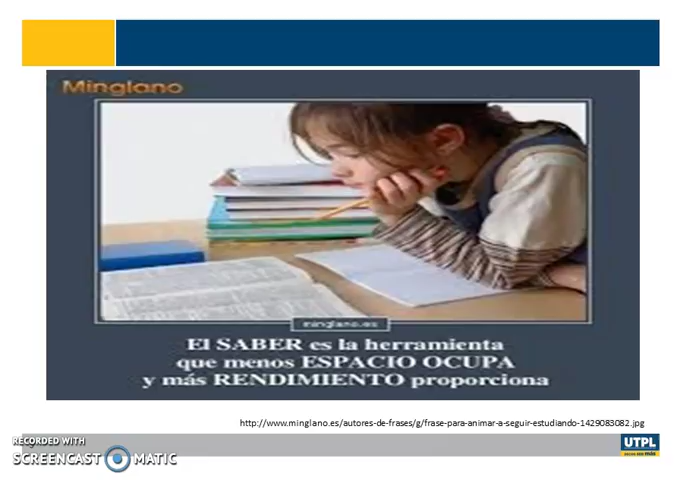 Minglano
minglano.es
El SABER es la herramienta
que menos ESPACIO OCUPA
y más RENDIMIENTO proporciona
http://www.minglano.es/autores-de-frases/g/frase-para-animar-a-seguir-estudiando-1429083082.jpg
RECORDED WITH
SCREENCAST MATIC
UTPL